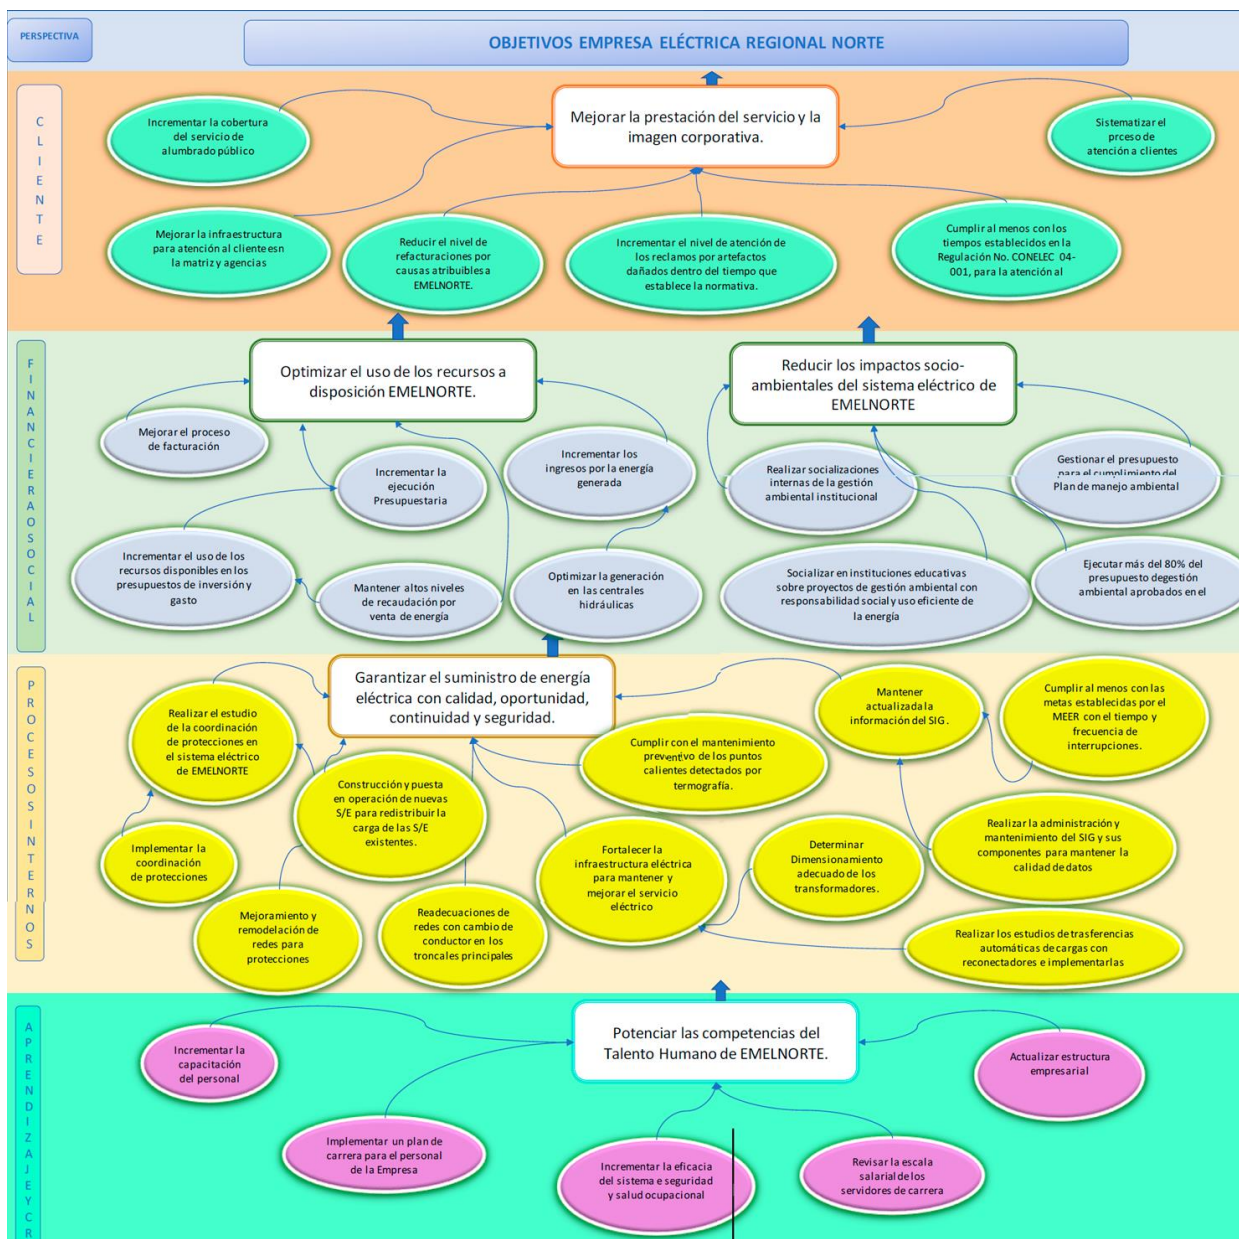 PERSPECTIVA
OBJETIVOS EMPRESA ELÉCTRICA REGIONAL NORTE
CLIENTE
Mejorar la prestación del servicio y la
imagen corporativa.
Incrementar la cobertura
del servicio de
alumbrado público
Sistematizar el
prceso de
atención a clientes
Mejorar la infraestructura
para atención al cliente esn
la matriz y agencias
Reducir el nivel de
refacturaciones por
causas atribuibles a
EMELNORTE.
Incrementar el nivel de atención de
los reclamos por artefactos
dañados dentro del tiempo que
establece la normativa.
Cumplir al menos con los
tiempos establecidos en la
Regulación No. CONELEC 04-
001, para la atención al
FINANCIERAOSOCIAL
Optimizar el uso de los recursos a
disposición EMELNORTE.
Reducir los impactos socio-
ambientales del sistema eléctrico de
EMELNORTE
Mejorar el proceso
de facturación
Incrementar la
ejecución
Presupuestaria
Incrementar los
ingresos por la energía
generada
Realizar socializaciones
internas de la gestión
ambiental institucional
Gestionar el presupuesto
para el cumplimiento del
Plan de manejo ambiental
Incrementar el uso de los
recursos disponibles en los
presupuestos de inversión y
gasto
Mantener altos niveles
de recaudación por
venta de energía
Optimizar la generación
en las centrales
hidráulicas
Socializar en instituciones educativas
sobre proyectos de gestión ambiental con
responsabilidad social y uso eficiente de
la energía
Ejecutar más del 80% del
presupuesto degestión
ambiental aprobados en el
PROCESOSINTERNOS
Garantizar el suministro de energía
eléctrica con calidad, oportunidad,
continuidad y seguridad.
Realizar el estudio
de la coordinación
de protecciones en
el sistema eléctrico
de EMELNORTE
Mantener
actualizada la
información del SIG.
Cumplir al menos con las
metas establecidas por el
MEER con el tiempo y
frecuencia de
interrupciones.
Cumplir con el mantenimiento
preventivo de los puntos
calientes detectados por
termografía.
Construcción y puesta
en operación de nuevas
S/E para redistribuir la
carga de las S/E
existentes.
Implementar la
coordinación
de protecciones
Fortalecer la
infraestructura eléctrica
para mantener y
mejorar el servicio
eléctrico
Determinar
Dimensionamiento
adecuado de los
transformadores.
Realizar la administración y
mantenimiento del SIG y sus
componentes para mantener la
calidad de datos
Mejoramiento y
remodelación de
redes para
protecciones
Readecuaciones de
redes con cambio de
conductor en los
troncales principales
Realizar los estudios de trasferencias
automáticas de cargas con
reconectadores e implementarlas
APRENDIZAJEYCR
Potenciar las competencias del
Talento Humano de EMELNORTE.
Incrementar la
capacitación
del personal
Actualizar estructura
empresarial
Implementar un plan de
carrera para el personal
de la Empresa
Incrementar la eficacia
del sistema e seguridad
y salud ocupacional
Revisar la escala
salarial de los
servidores de carrera